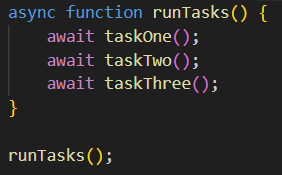 async function runTasks() {
    await taskOne();
    await taskTwo();
    await taskThree();
}

runTasks();